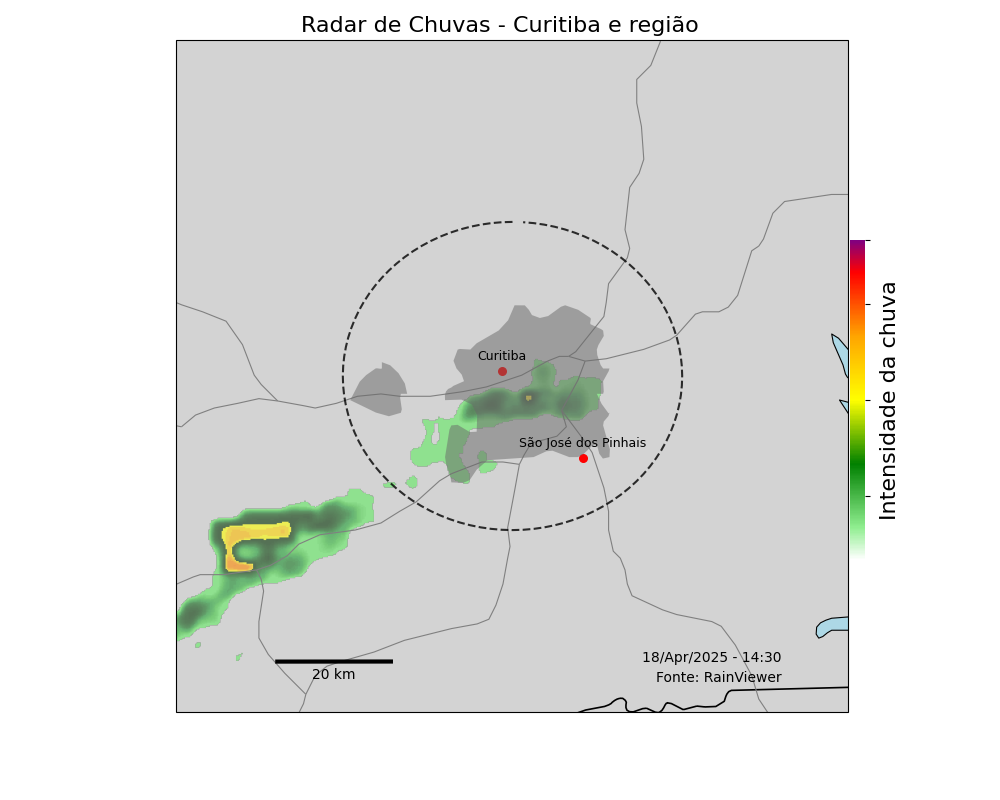 Radar de Chuvas - Curitiba e região
Curitiba
São José dos Pinhais
Intensidade da chuva
18/Apr/2025 - 14:30
20 km
Fonte: RainViewer